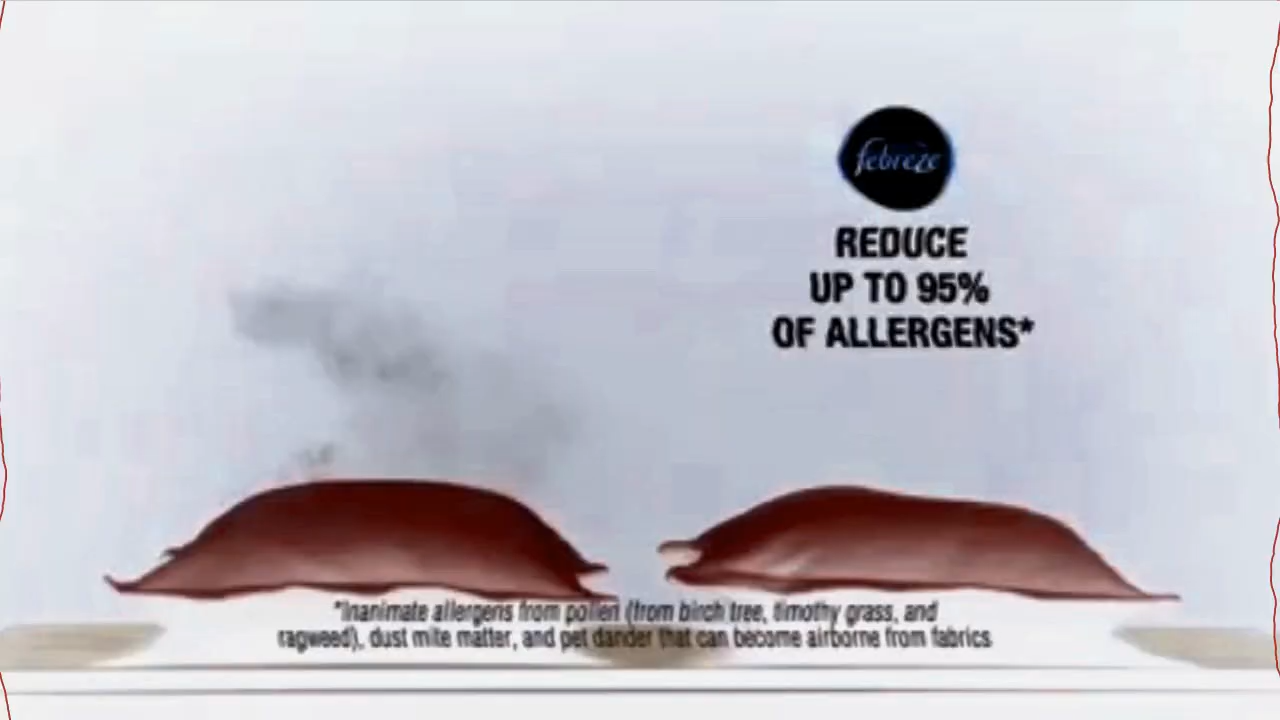 febreze
REDUCE
UP TO 95%
OF ALLERGENS*
*Inanimate allergens from pollen (from birch tree, timothy grass, and
ragweed), dust mite matter, and pet dander that can become airborne from fabrics